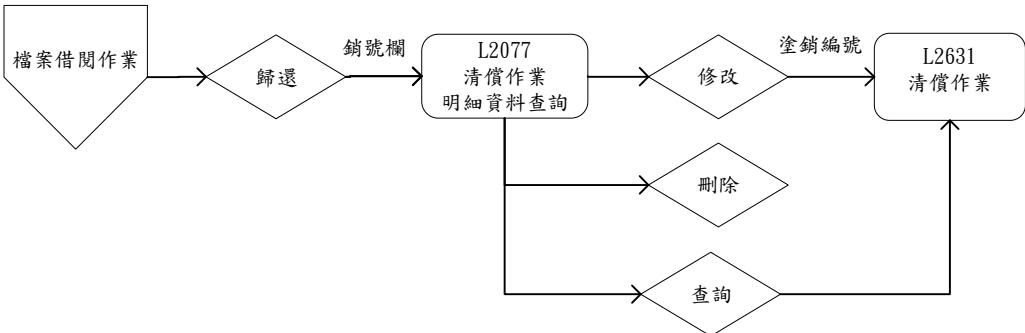 檔案借閱作業
歸還
銷號欄
L2077
清償作業
明細資料查詢
修改
塗銷編號
L2631
清償作業
刪除
查詢